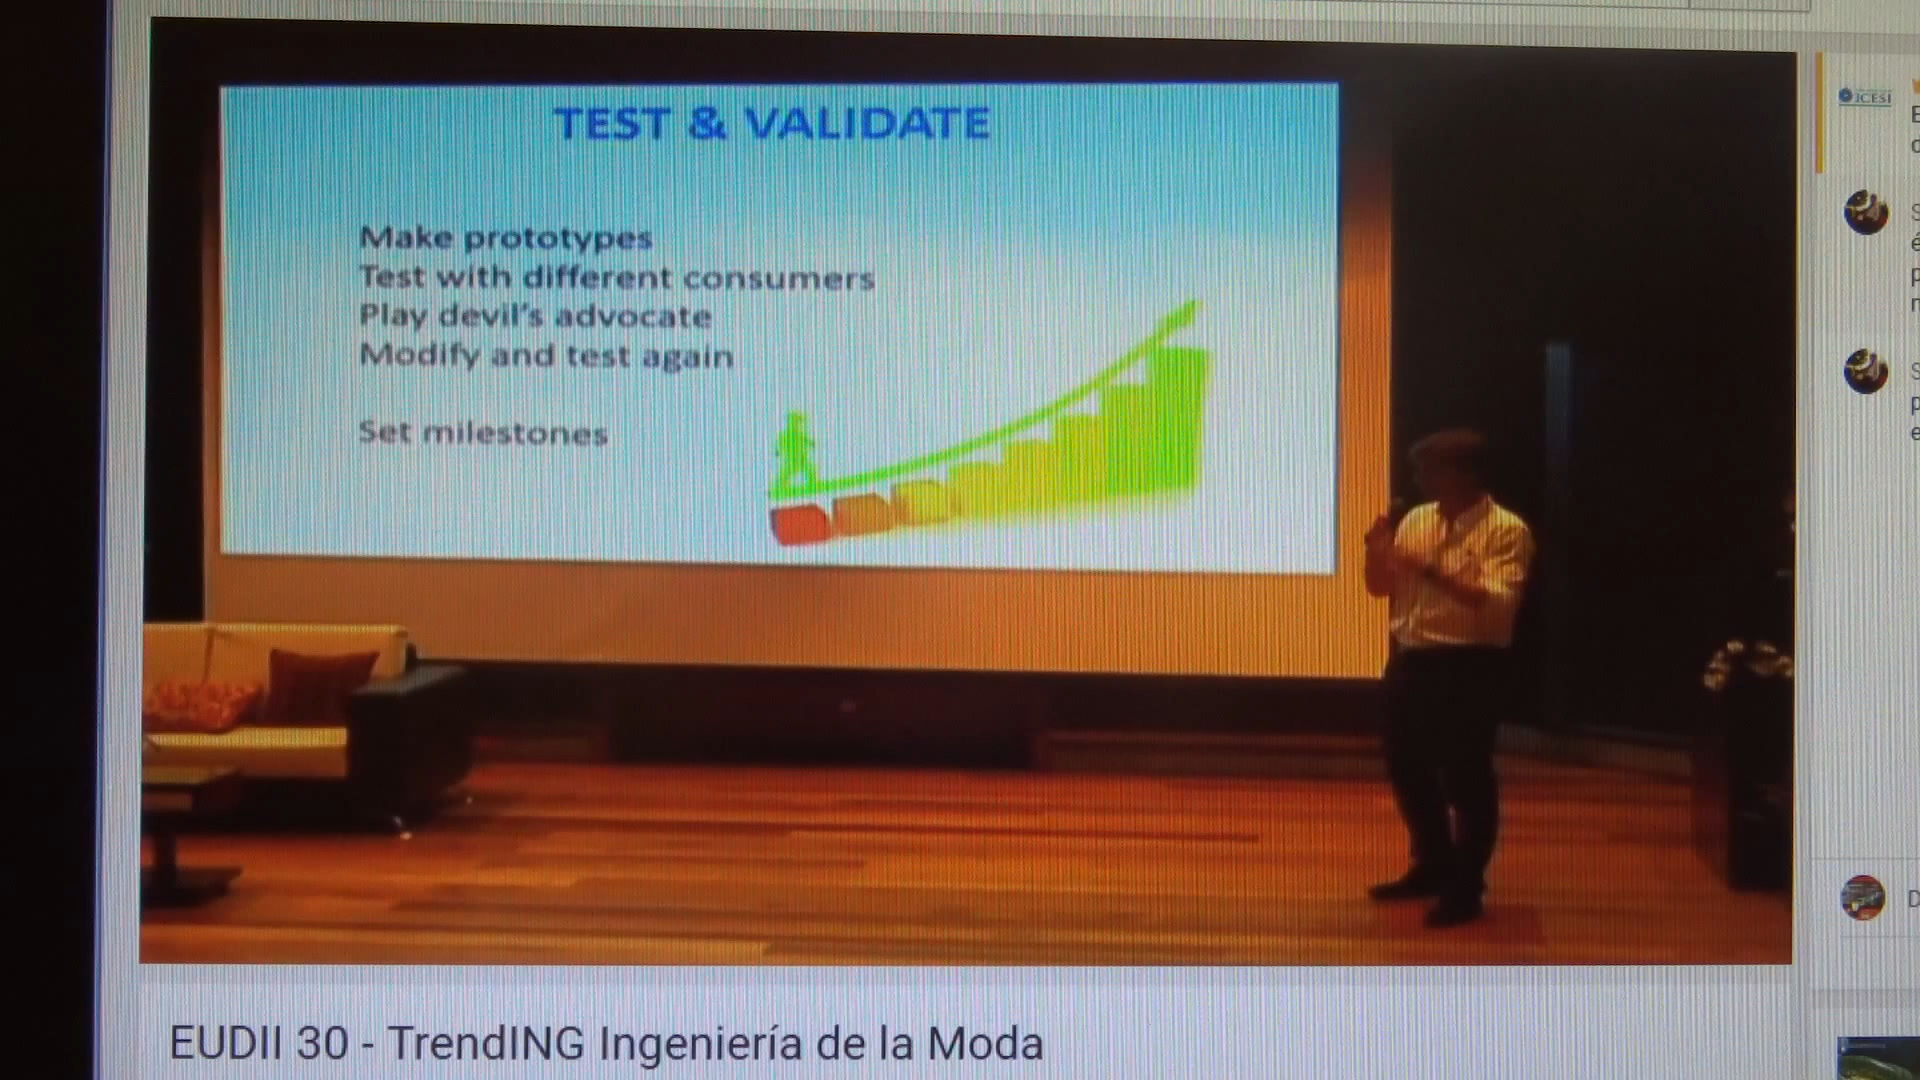 TEST & VALIDATE
Make prototypes
Test with different consumers
Play devil's advocate
Modify and test again
Set milestones
EUDII 30 - TrendING Ingeniería de la Moda
ICESI